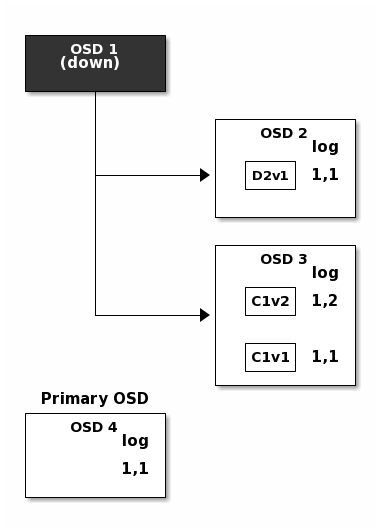 OSD 1
(down)
OSD 2
log
D2v1 1,1
OSD 3
log
C1v2 1,2
C1v1 1,1
Primary OSD
OSD 4
log
1,1